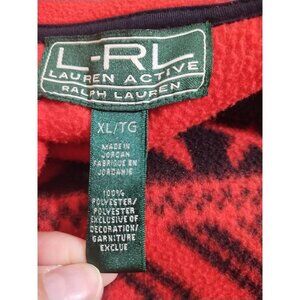 L-RL
LAUREN ACTIVE
RALPH LAUREN
XL/TG
MADE IN
JORDAN
FABRIQUÉ EN
JORDANIE
100%
POLYESTER/
POLYESTER
EXCLUSIVE OF
DECORATION/
GARNITURE
EXCLUE